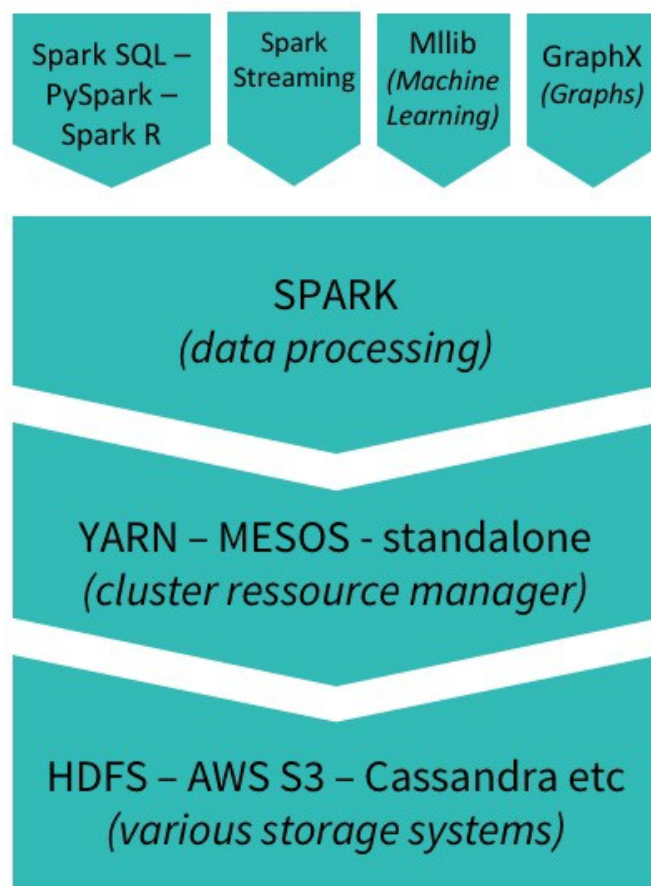 Spark SQL –
PySpark –
Spark R
Spark
Streaming
Mllib
(Machine
Learning)
GraphX
(Graphs)
SPARK
(data processing)
YARN – MESOS - standalone
(cluster ressource manager)
HDFS – AWS S3 – Cassandra etc
(various storage systems)